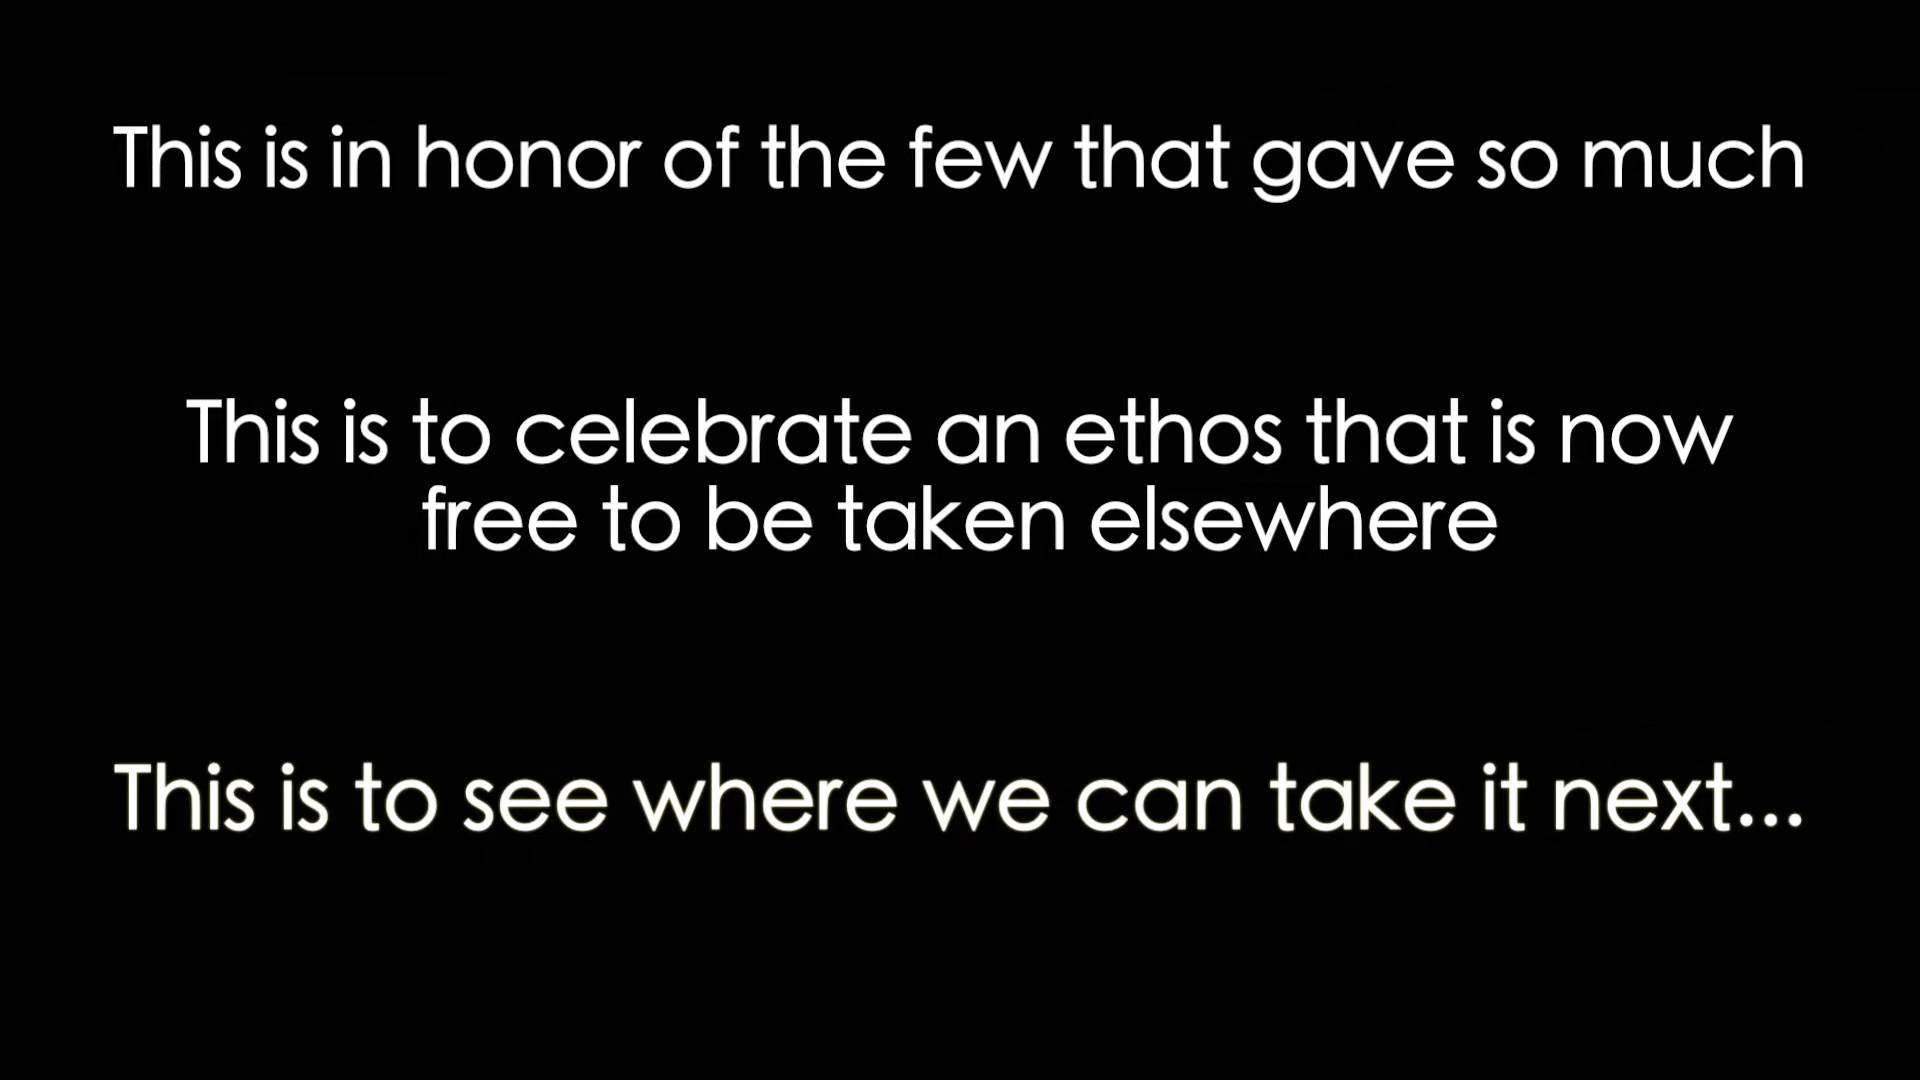 This is in honor of the few that gave so much
This is to celebrate an ethos that is now
free to be taken elsewhere
This is to see where we can take it next...